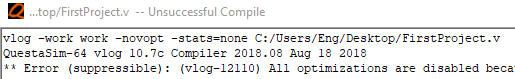 ...top/FirstProject.v -- Unsuccessful Compile
vlog -work work -novopt -stats=none C:/Users/Eng/Desktop/FirstProject.v
QuestaSim-64 vlog 10.7c Compiler 2018.08 Aug 18 2018
** Error (suppressible): (vlog-12110) All optimizations are disabled becau